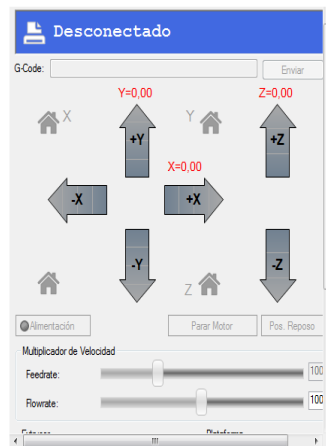 Desconectado
G-Code:
Enviar
Y=0,00
Z=0,00
X
Y
+Y
+Z
X=0,00
-X
+X
-Y
-Z
Z
Alimentación
Parar Motor
Pos. Reposo
Multiplicador de Velocidad
Feedrate:
100
Flowrate:
100